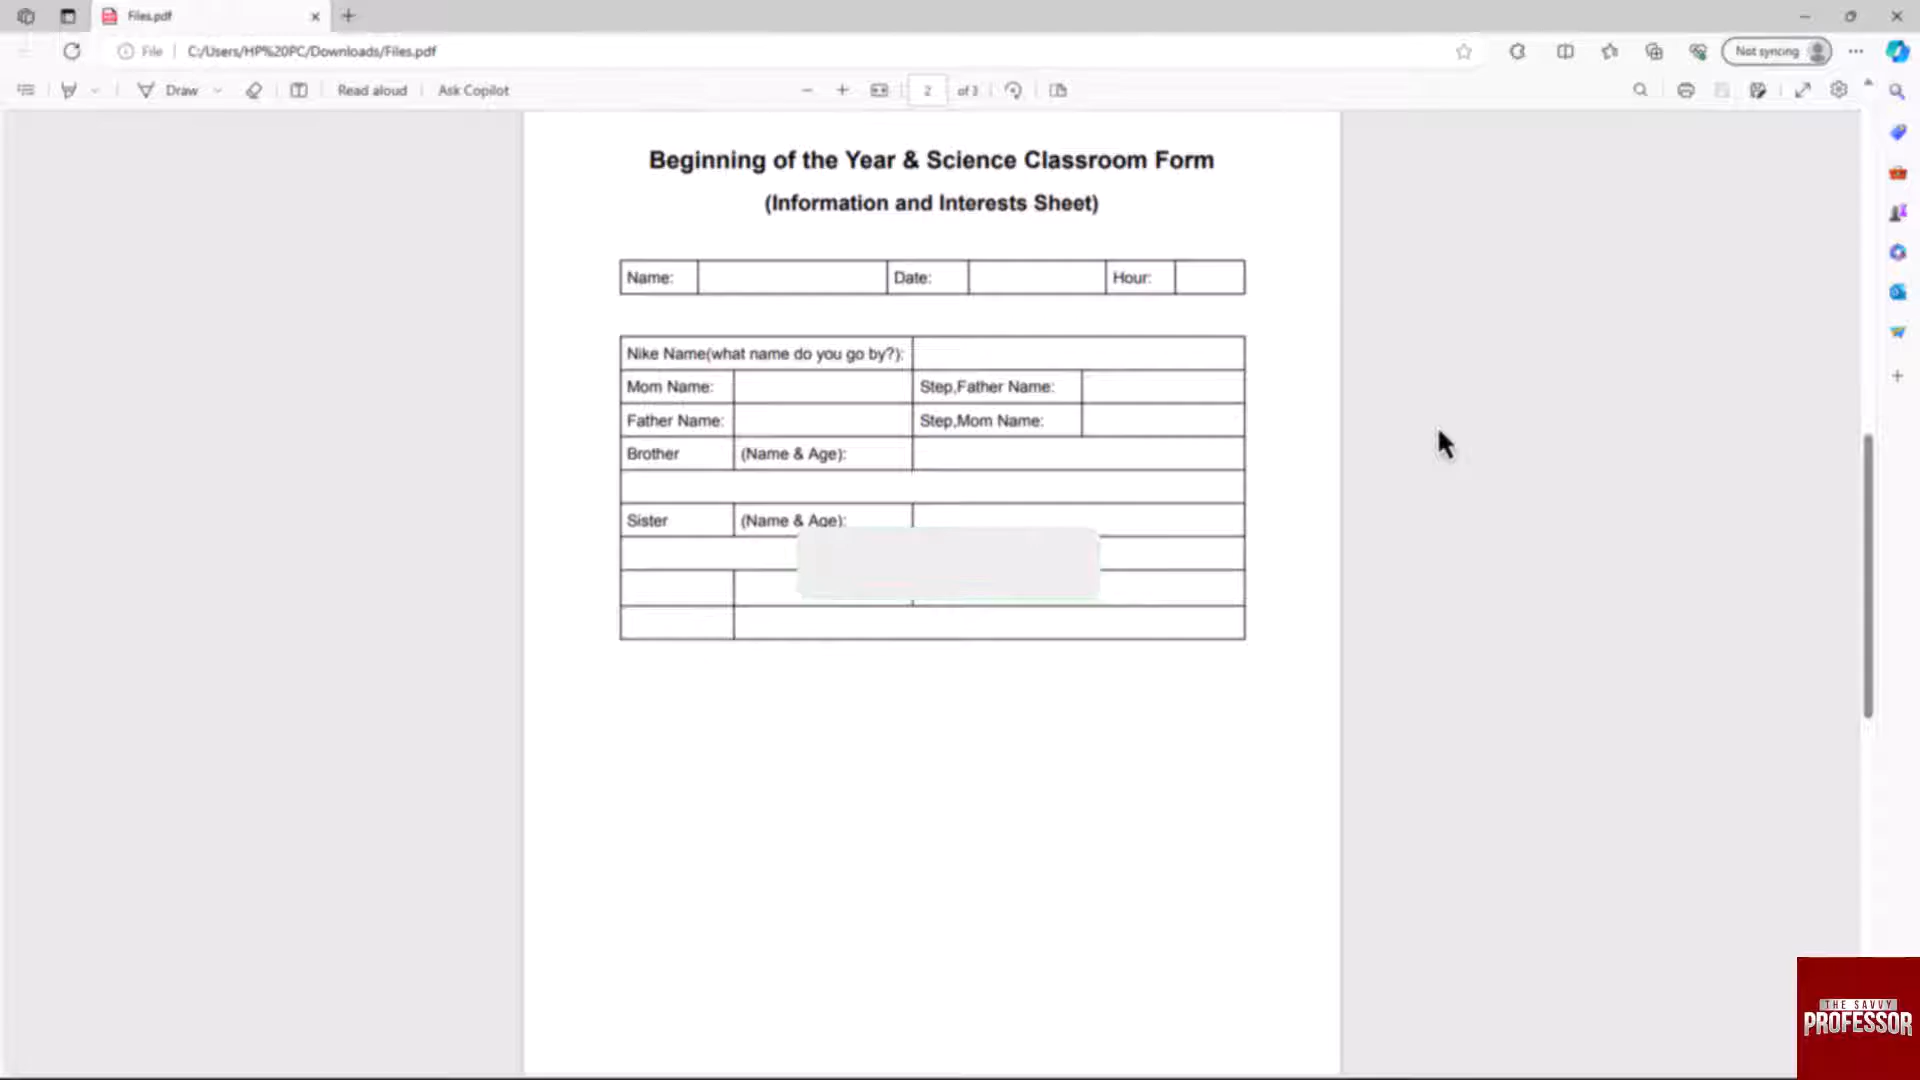 Files.pdf
File
C:/Users/HP%20PC/Downloads/Files.pdf
Not syncing
Draw
Read aloud
Ask Copilot
2 of 3
Beginning of the Year & Science Classroom Form
(Information and Interests Sheet)
Name: Date: Hour:
Nike Name(what name do you go by?):
Mom Name: Step,Father Name:
Father Name: Step,Mom Name:
Brother (Name & Age):
Sister (Name & Age):
THE SAVVY
PROFESSOR